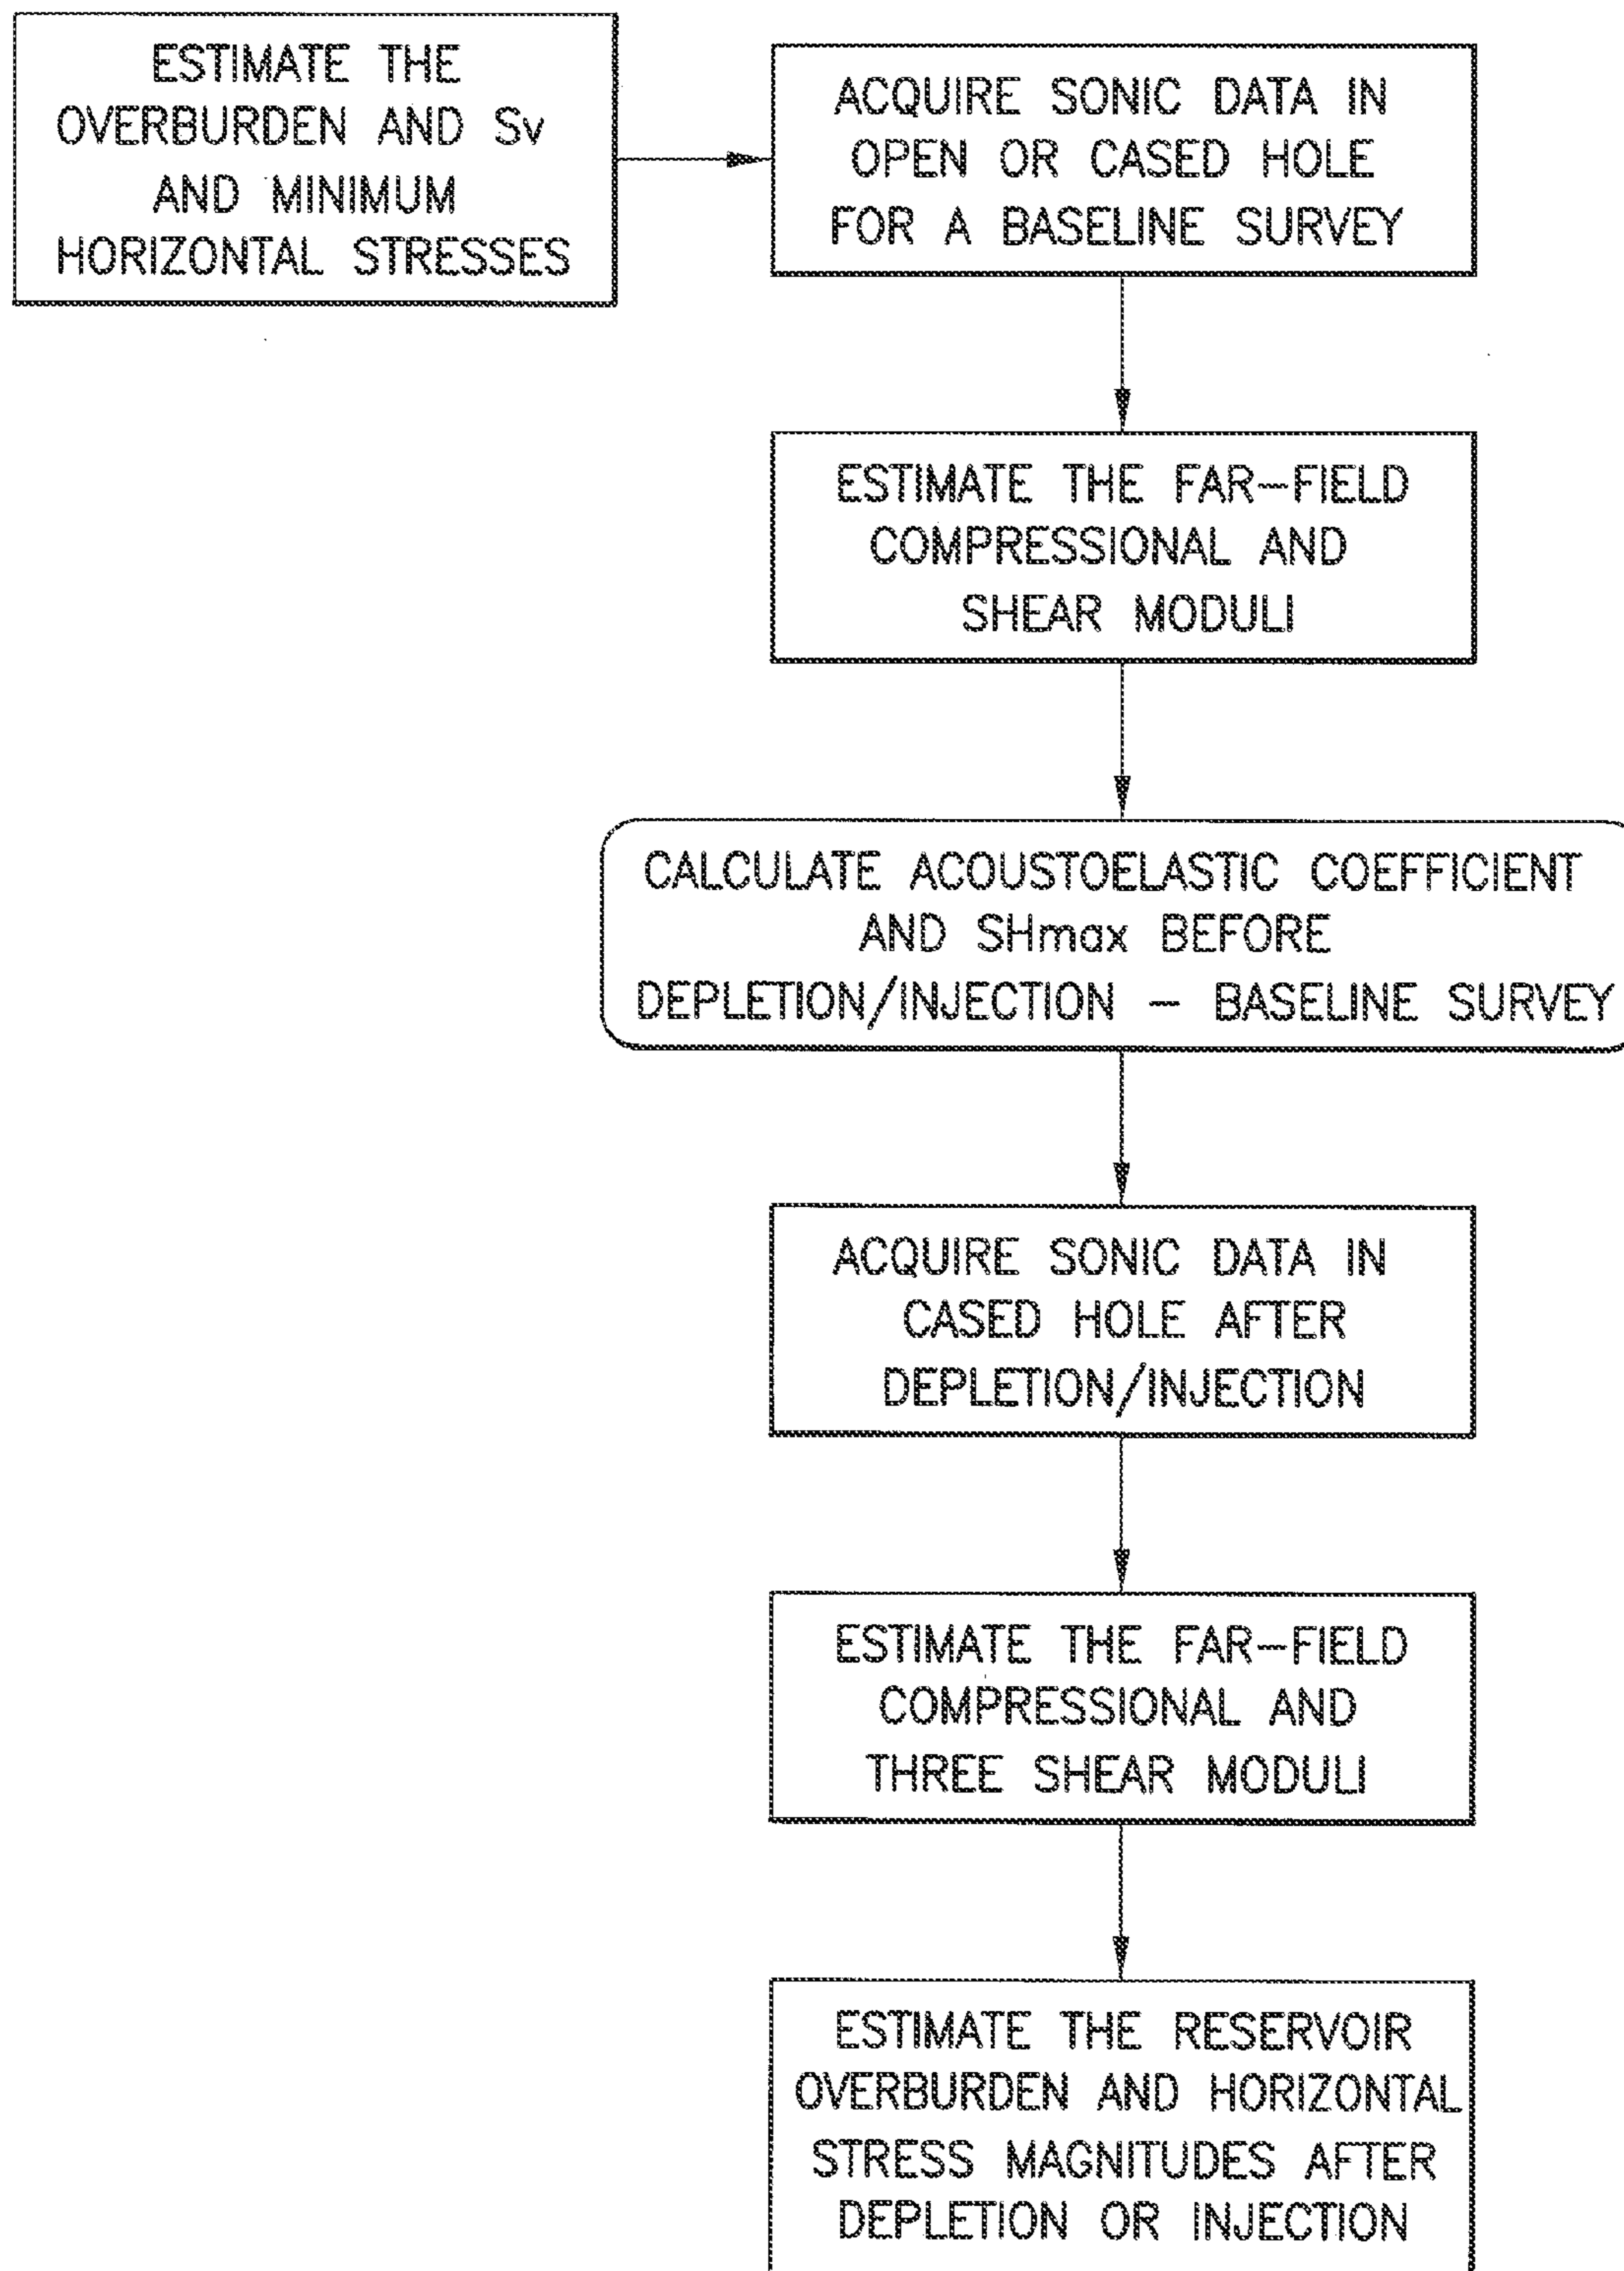 ESTIMATE THE
OVERBURDEN AND Sv
AND MINIMUM
HORIZONTAL STRESSES
ACQUIRE SONIC DATA IN
OPEN OR CASED HOLE
FOR A BASELINE SURVEY
ESTIMATE THE FAR-FIELD
COMPRESSIONAL AND
SHEAR MODULI
CALCULATE ACOUSTOELASTIC COEFFICIENT
AND SHmax BEFORE
DEPLETION/INJECTION - BASELINE SURVEY
ACQUIRE SONIC DATA IN
CASED HOLE AFTER
DEPLETION/INJECTION
ESTIMATE THE FAR-FIELD
COMPRESSIONAL AND
THREE SHEAR MODULI
ESTIMATE THE RESERVOIR
OVERBURDEN AND HORIZONTAL
STRESS MAGNITUDES AFTER
DEPLETION OR INJECTION